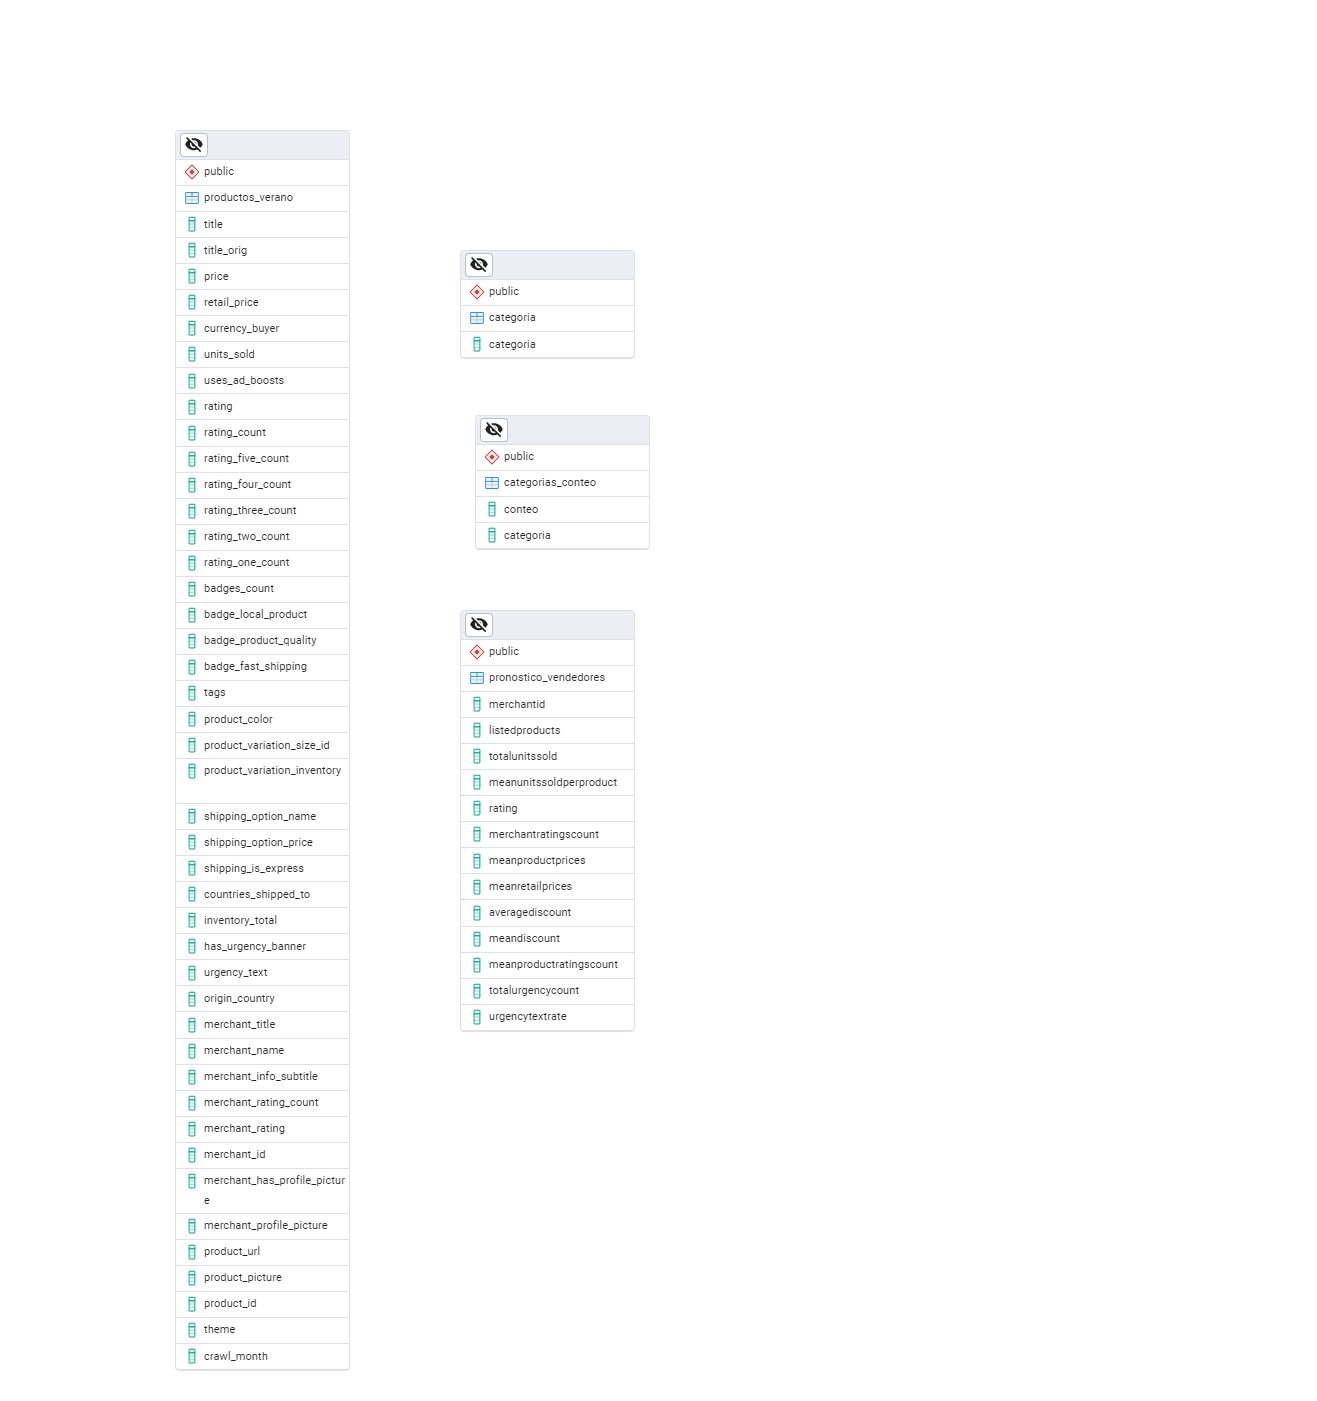 public
productos_verano
title
title_orig
price
retail_price
currency_buyer
units_sold
uses_ad_boosts
rating
rating_count
rating_five_count
rating_four_count
rating_three_count
rating_two_count
rating_one_count
badges_count
badge_local_product
badge_product_quality
badge_fast_shipping
tags
product_color
product_variation_size_id
product_variation_inventory
shipping_option_name
shipping_option_price
shipping_is_express
countries_shipped_to
inventory_total
has_urgency_banner
urgency_text
origin_country
merchant_title
merchant_name
merchant_info_subtitle
merchant_rating_count
merchant_rating
merchant_id
merchant_has_profile_pictur
e
merchant_profile_picture
product_url
product_picture
product_id
theme
crawl_month
public
categoria
categoria
public
categorias_conteo
conteo
categoria
public
pronostico_vendedores
merchantid
listedproducts
totalunitssold
meanunitssoldperproduct
rating
merchantratingscount
meanproductprices
meanretailprices
averagediscount
meandiscount
meanproductratingscount
totalurgencycount
urgencytextrate